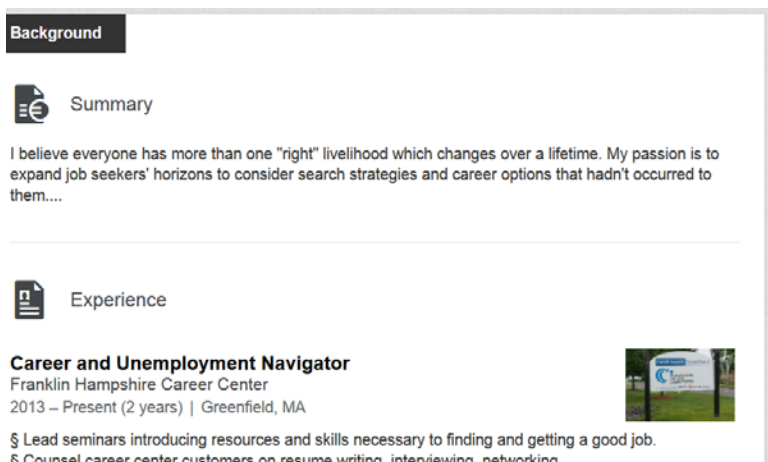 Background
Summary
I believe everyone has more than one "right" livelihood which changes over a lifetime. My passion is to
expand job seekers' horizons to consider search strategies and career options that hadn't occurred to
them....
Experience
Career and Unemployment Navigator
Franklin Hampshire Career Center
2013 – Present (2 years) | Greenfield, MA
§ Lead seminars introducing resources and skills necessary to finding and getting a good job.
§ Counsel career center customers on resume writing, interviewing, networking